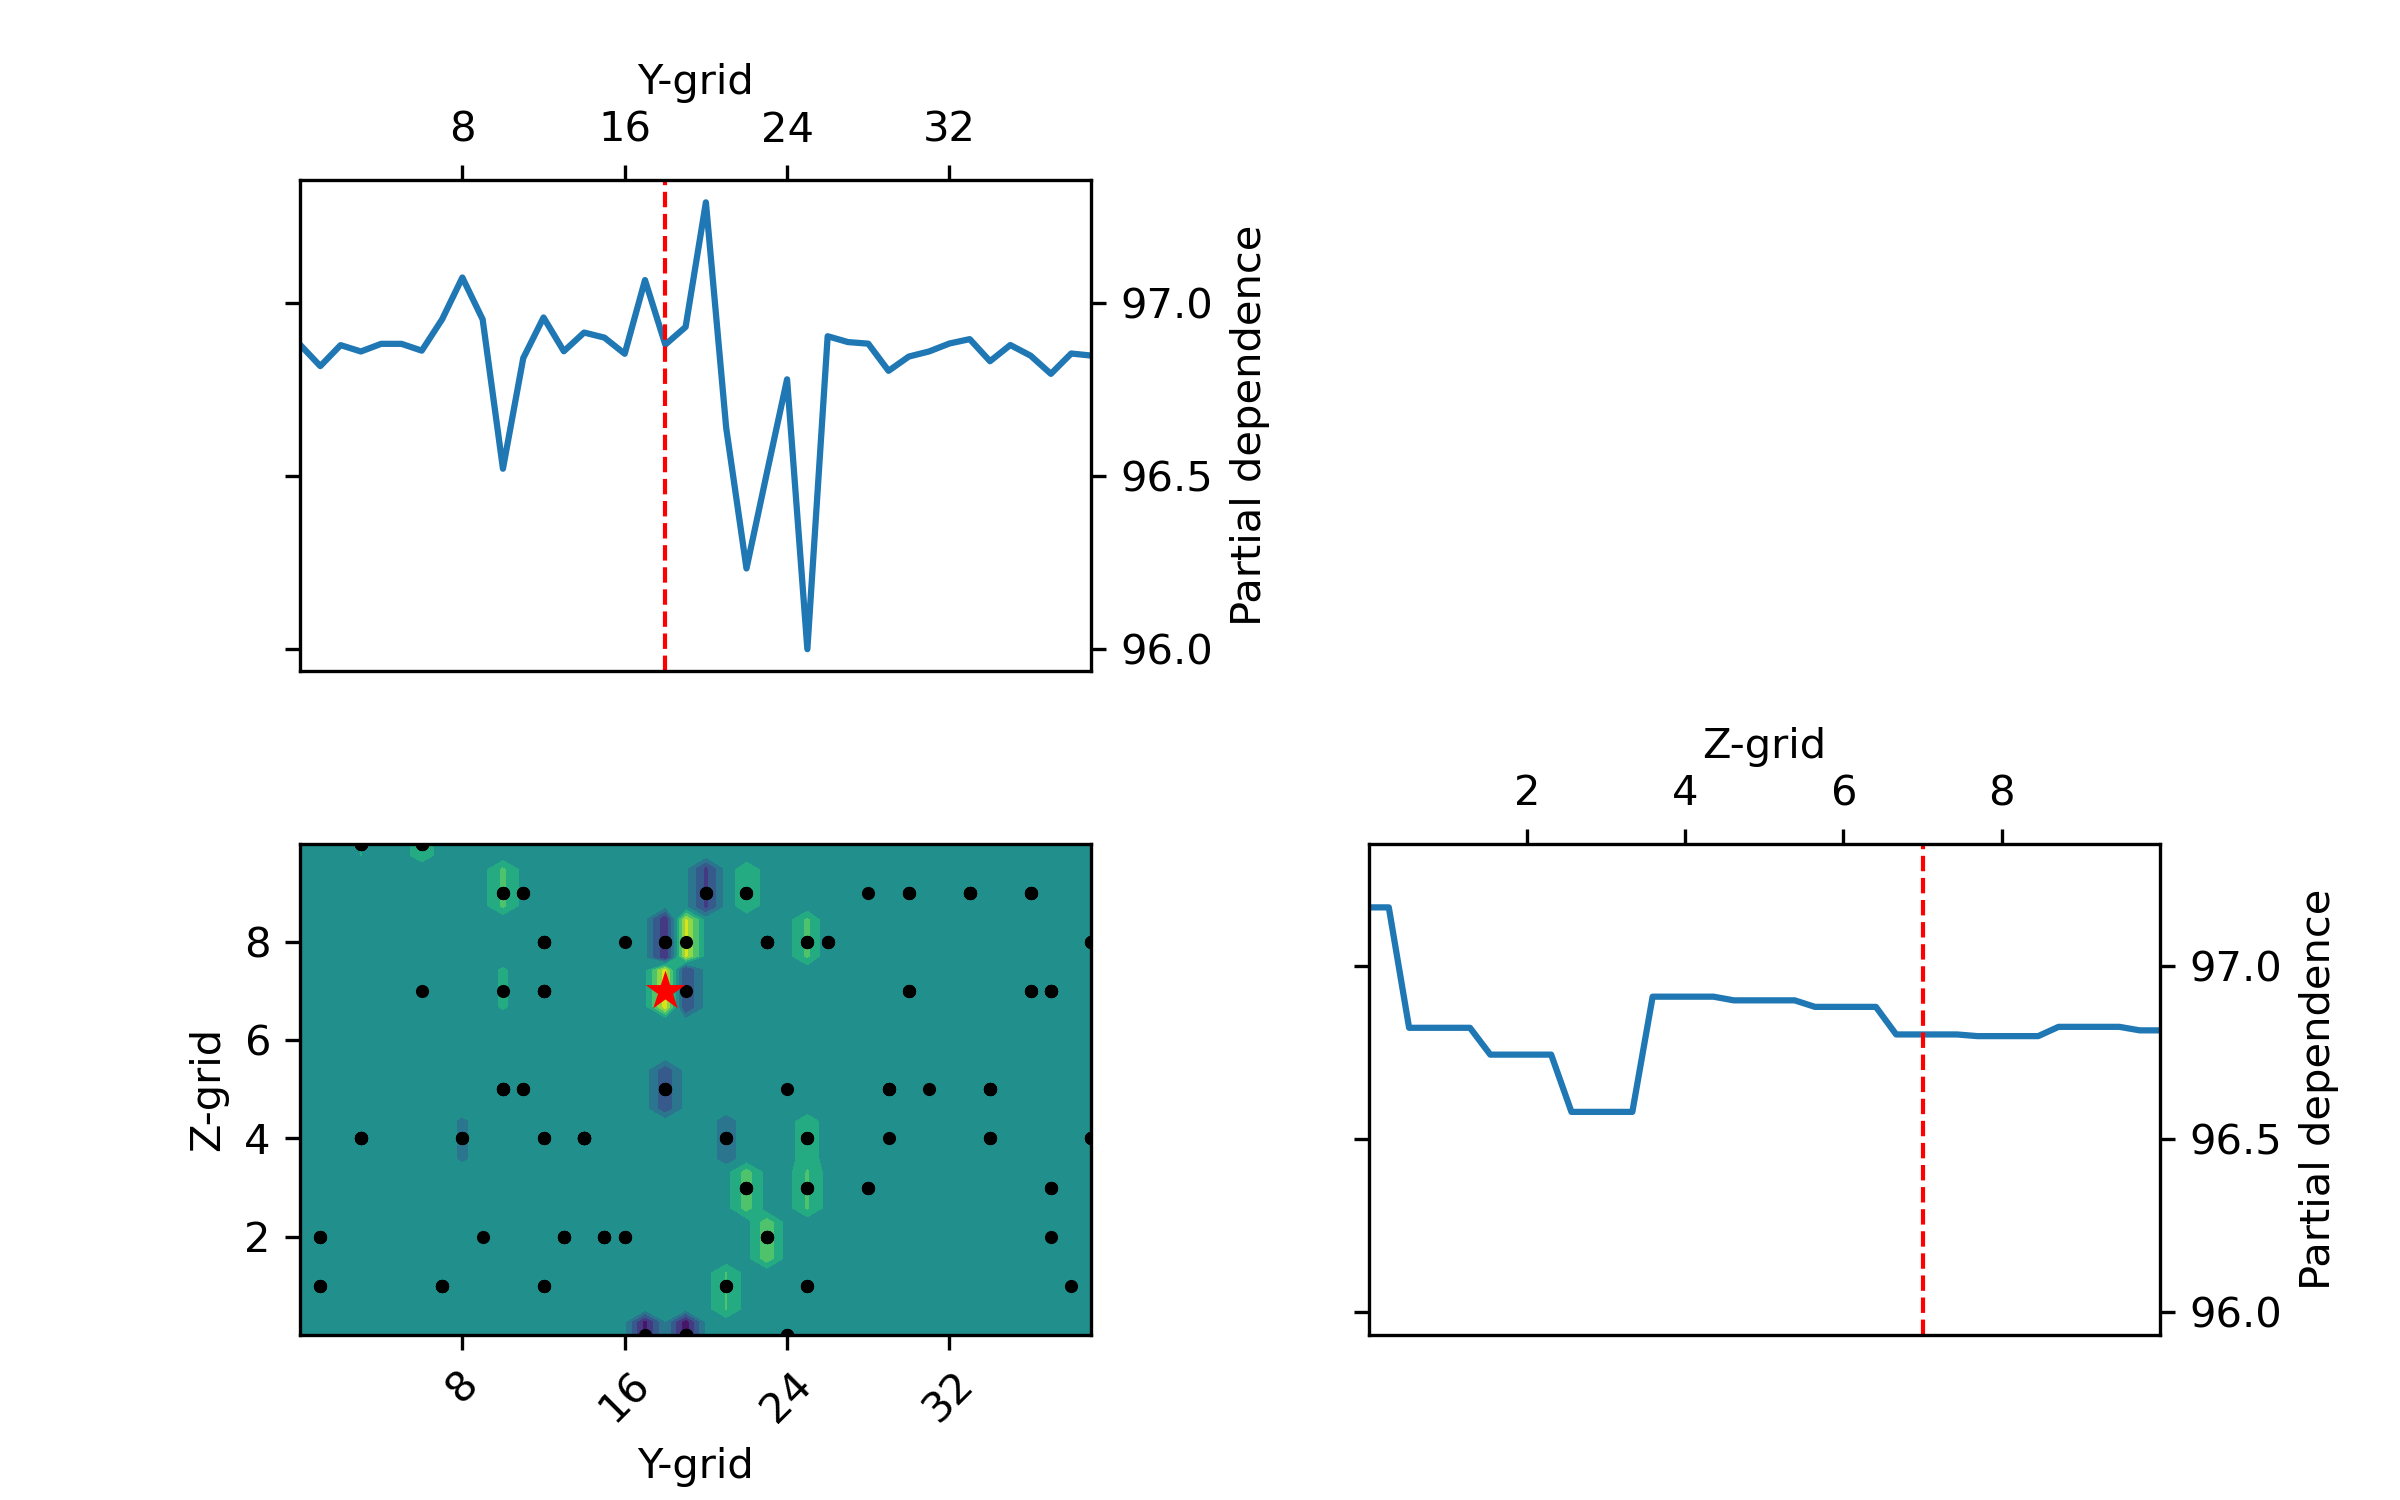 Y-grid
8 16 24 32
97.0
96.5
96.0
Partial dependence
Z-grid
2 4 6 8
8
6
4
2
Z-grid
8 16 24 32
Y-grid
97.0
96.5
96.0
Partial dependence